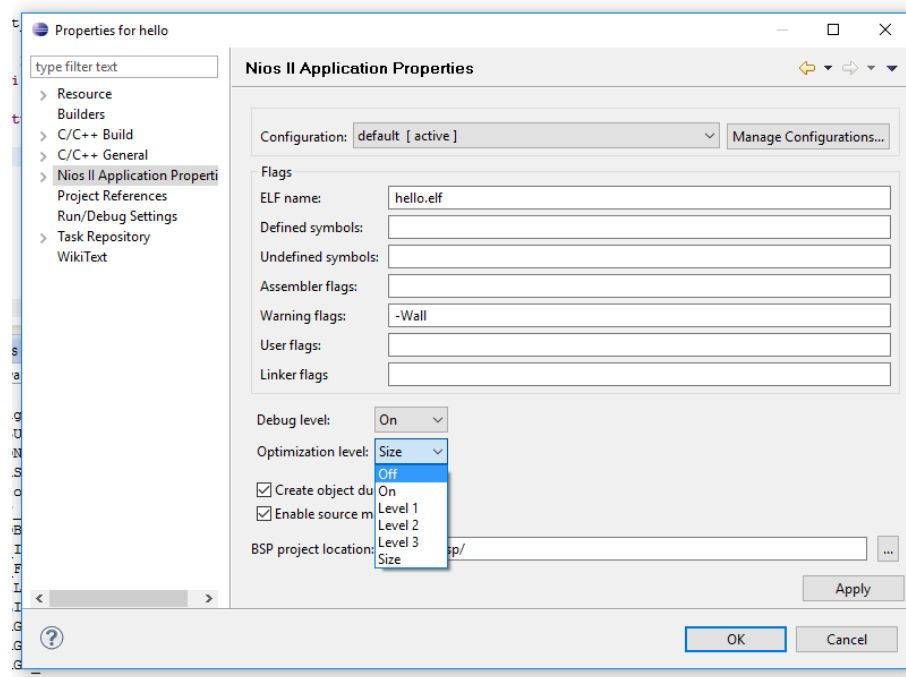 Properties for hello
type filter text
Resource
Builders
C/C++ Build
C/C++ General
Nios II Application Properti
Project References
Run/Debug Settings
Task Repository
WikiText
Nios II Application Properties
Configuration: default [ active ] Manage Configurations...
Flags
ELF name: hello.elf
Defined symbols:
Undefined symbols:
Assembler flags:
Warning flags: -Wall
User flags:
Linker flags
Debug level: On
Optimization level: Size
Off
On
Level 1
Level 2
Level 3
Size
Create object du
Enable source m
BSP project location: sp/ ...
Apply
OK Cancel